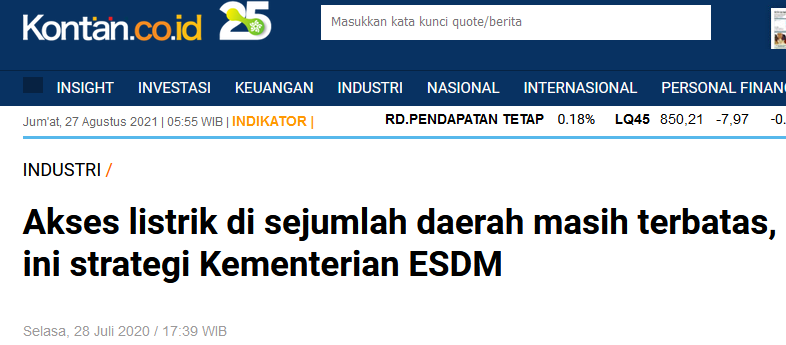 Kontan.co.id 25
Masukkan kata kunci quote/berita
INSIGHT INVESTASI KEUANGAN INDUSTRI NASIONAL INTERNASIONAL PERSONAL FINAN
Jum'at, 27 Agustus 2021 | 05:55 WIB | INDIKATOR | RD.PENDAPATAN TETAP 0.18% LQ45 850,21 -7,97 -0.
INDUSTRI /
Akses listrik di sejumlah daerah masih terbatas,
ini strategi Kementerian ESDM
Selasa, 28 Juli 2020 / 17:39 WIB